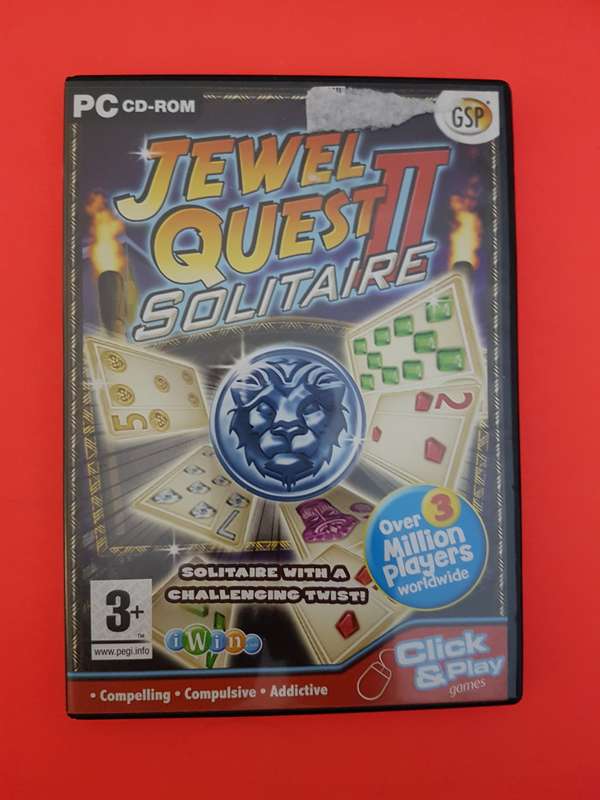 PC CD-ROM
GSP
JEWEL
QUEST II
SOLITAIRE
5
2
7
Over 3
Million
players
worldwide
SOLITAIRE WITH A
CHALLENGING TWIST!
3+
™
www.pegi.info
iWin
Click
& Play
games
• Compelling • Compulsive • Addictive